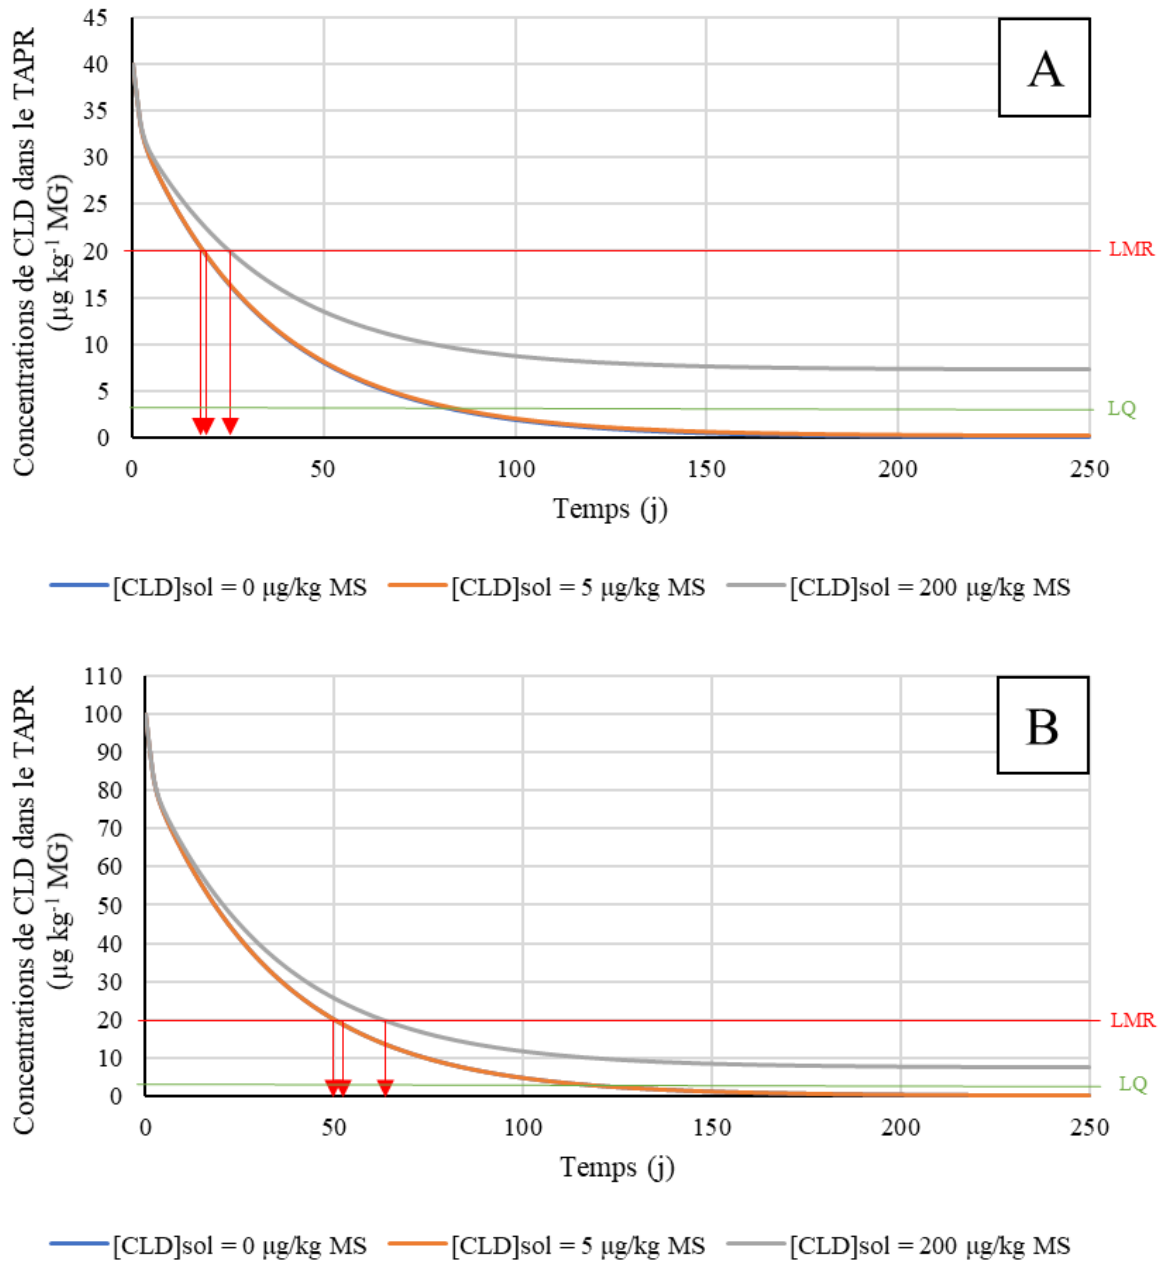 A
Concentrations de CLD dans le TAPR
(µg kg⁻¹ MG)
45
40
35
30
25
20
15
10
5
0
LMR
LQ
0 50 100 150 200 250
Temps (j)
[CLD]sol = 0 µg/kg MS [CLD]sol = 5 µg/kg MS [CLD]sol = 200 µg/kg MS
B
Concentrations de CLD dans le TAPR
(µg kg⁻¹ MG)
110
100
90
80
70
60
50
40
30
20
10
0
LMR
LQ
0 50 100 150 200 250
Temps (j)
[CLD]sol = 0 µg/kg MS [CLD]sol = 5 µg/kg MS [CLD]sol = 200 µg/kg MS